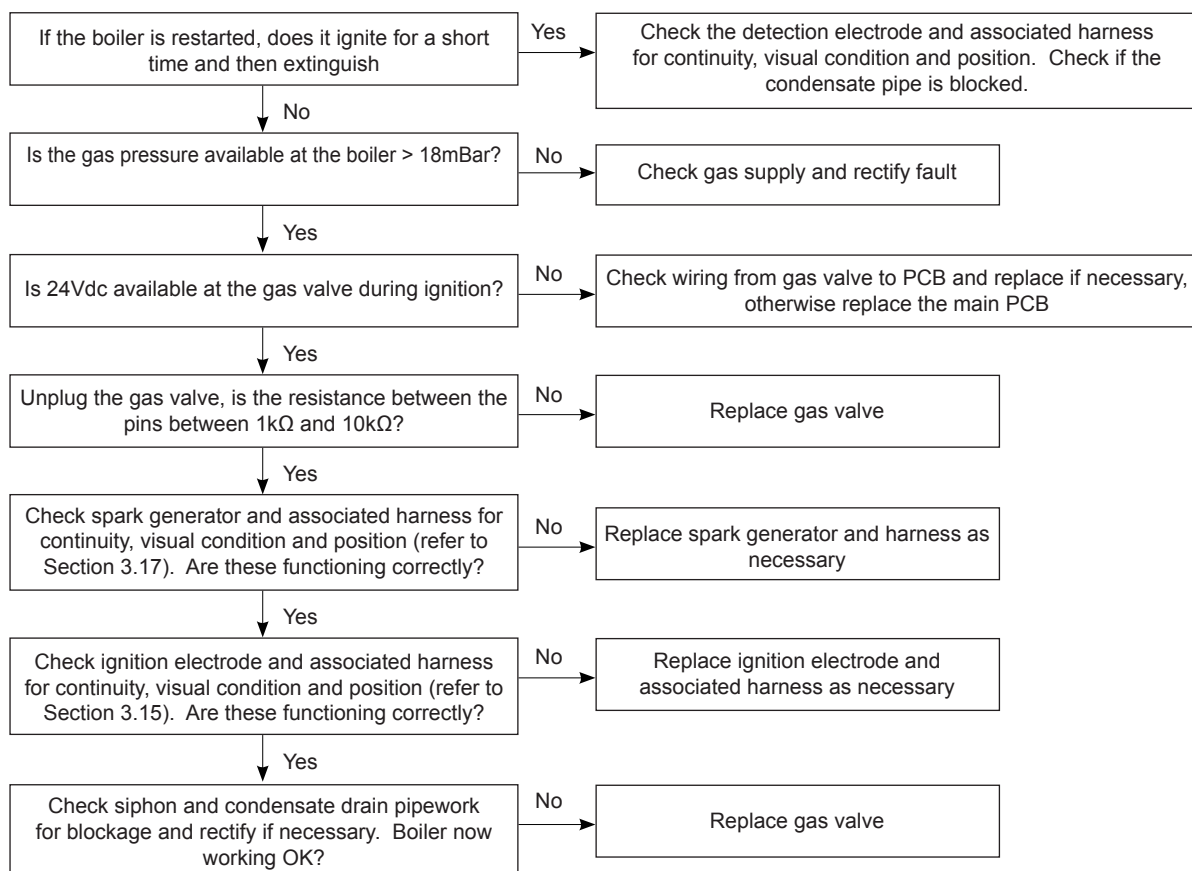 If the boiler is restarted, does it ignite for a short
time and then extinguish
Yes
Check the detection electrode and associated harness
for continuity, visual condition and position.  Check if the
condensate pipe is blocked.
No
Is the gas pressure available at the boiler > 18mBar?
No
Check gas supply and rectify fault
Yes
Is 24Vdc available at the gas valve during ignition?
No
Check wiring from gas valve to PCB and replace if necessary,
otherwise replace the main PCB
Yes
Unplug the gas valve, is the resistance between the
pins between 1kΩ and 10kΩ?
No
Replace gas valve
Yes
Check spark generator and associated harness for
continuity, visual condition and position (refer to
Section 3.17).  Are these functioning correctly?
No
Replace spark generator and harness as
necessary
Yes
Check ignition electrode and associated harness
for continuity, visual condition and position (refer to
Section 3.15).  Are these functioning correctly?
No
Replace ignition electrode and
associated harness as necessary
Yes
Check siphon and condensate drain pipework
for blockage and rectify if necessary.  Boiler now
working OK?
No
Replace gas valve